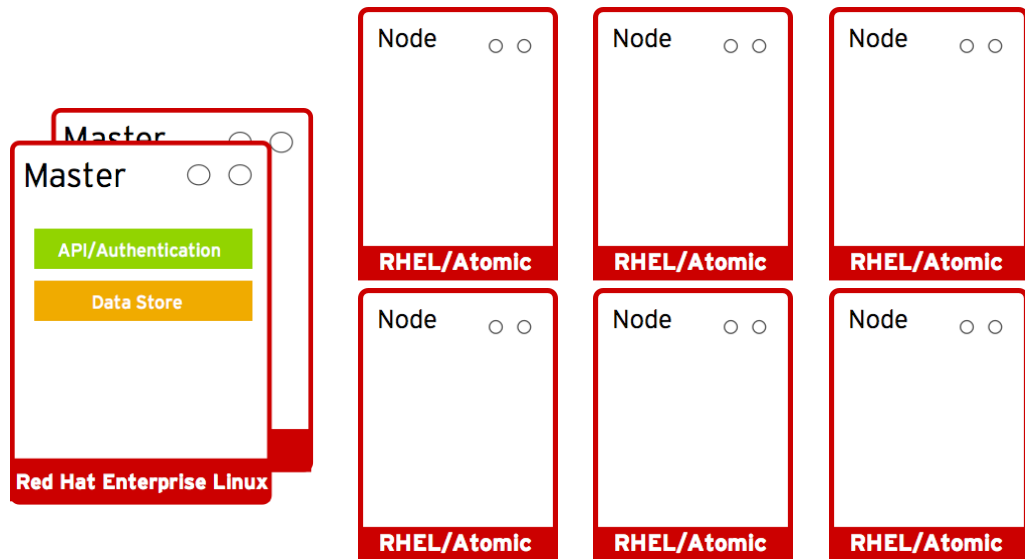 Master
Master
API/Authentication
Data Store
Red Hat Enterprise Linux
Node
Node
Node
RHEL/Atomic
RHEL/Atomic
RHEL/Atomic
Node
Node
Node
RHEL/Atomic
RHEL/Atomic
RHEL/Atomic